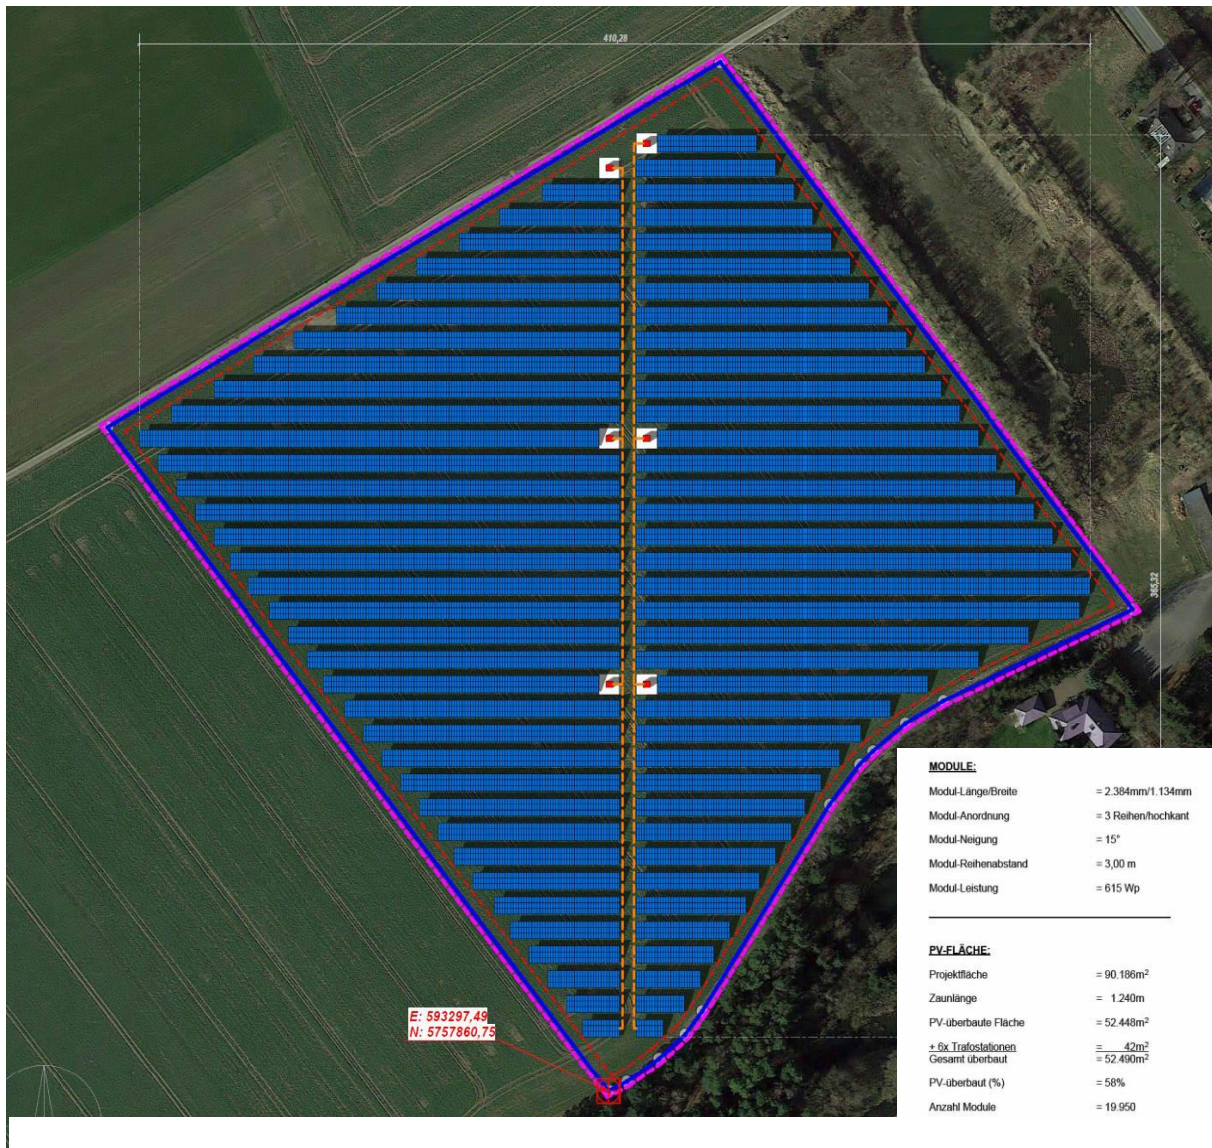 410,28
365,32
E: 593297,49
N: 5757860,75
MODULE:
Modul-Länge/Breite = 2.384mm/1.134mm
Modul-Anordnung = 3 Reihen/hochkant
Modul-Neigung = 15°
Modul-Reihenabstand = 3,00 m
Modul-Leistung = 615 Wp
PV-FLÄCHE:
Projektfläche = 90.186m²
Zaunlänge = 1.240m
PV-überbaute Fläche = 52.448m²
+ 6x Trafostationen = 42m²
Gesamt überbaut = 52.490m²
PV-überbaut (%) = 58%
Anzahl Module = 19.950